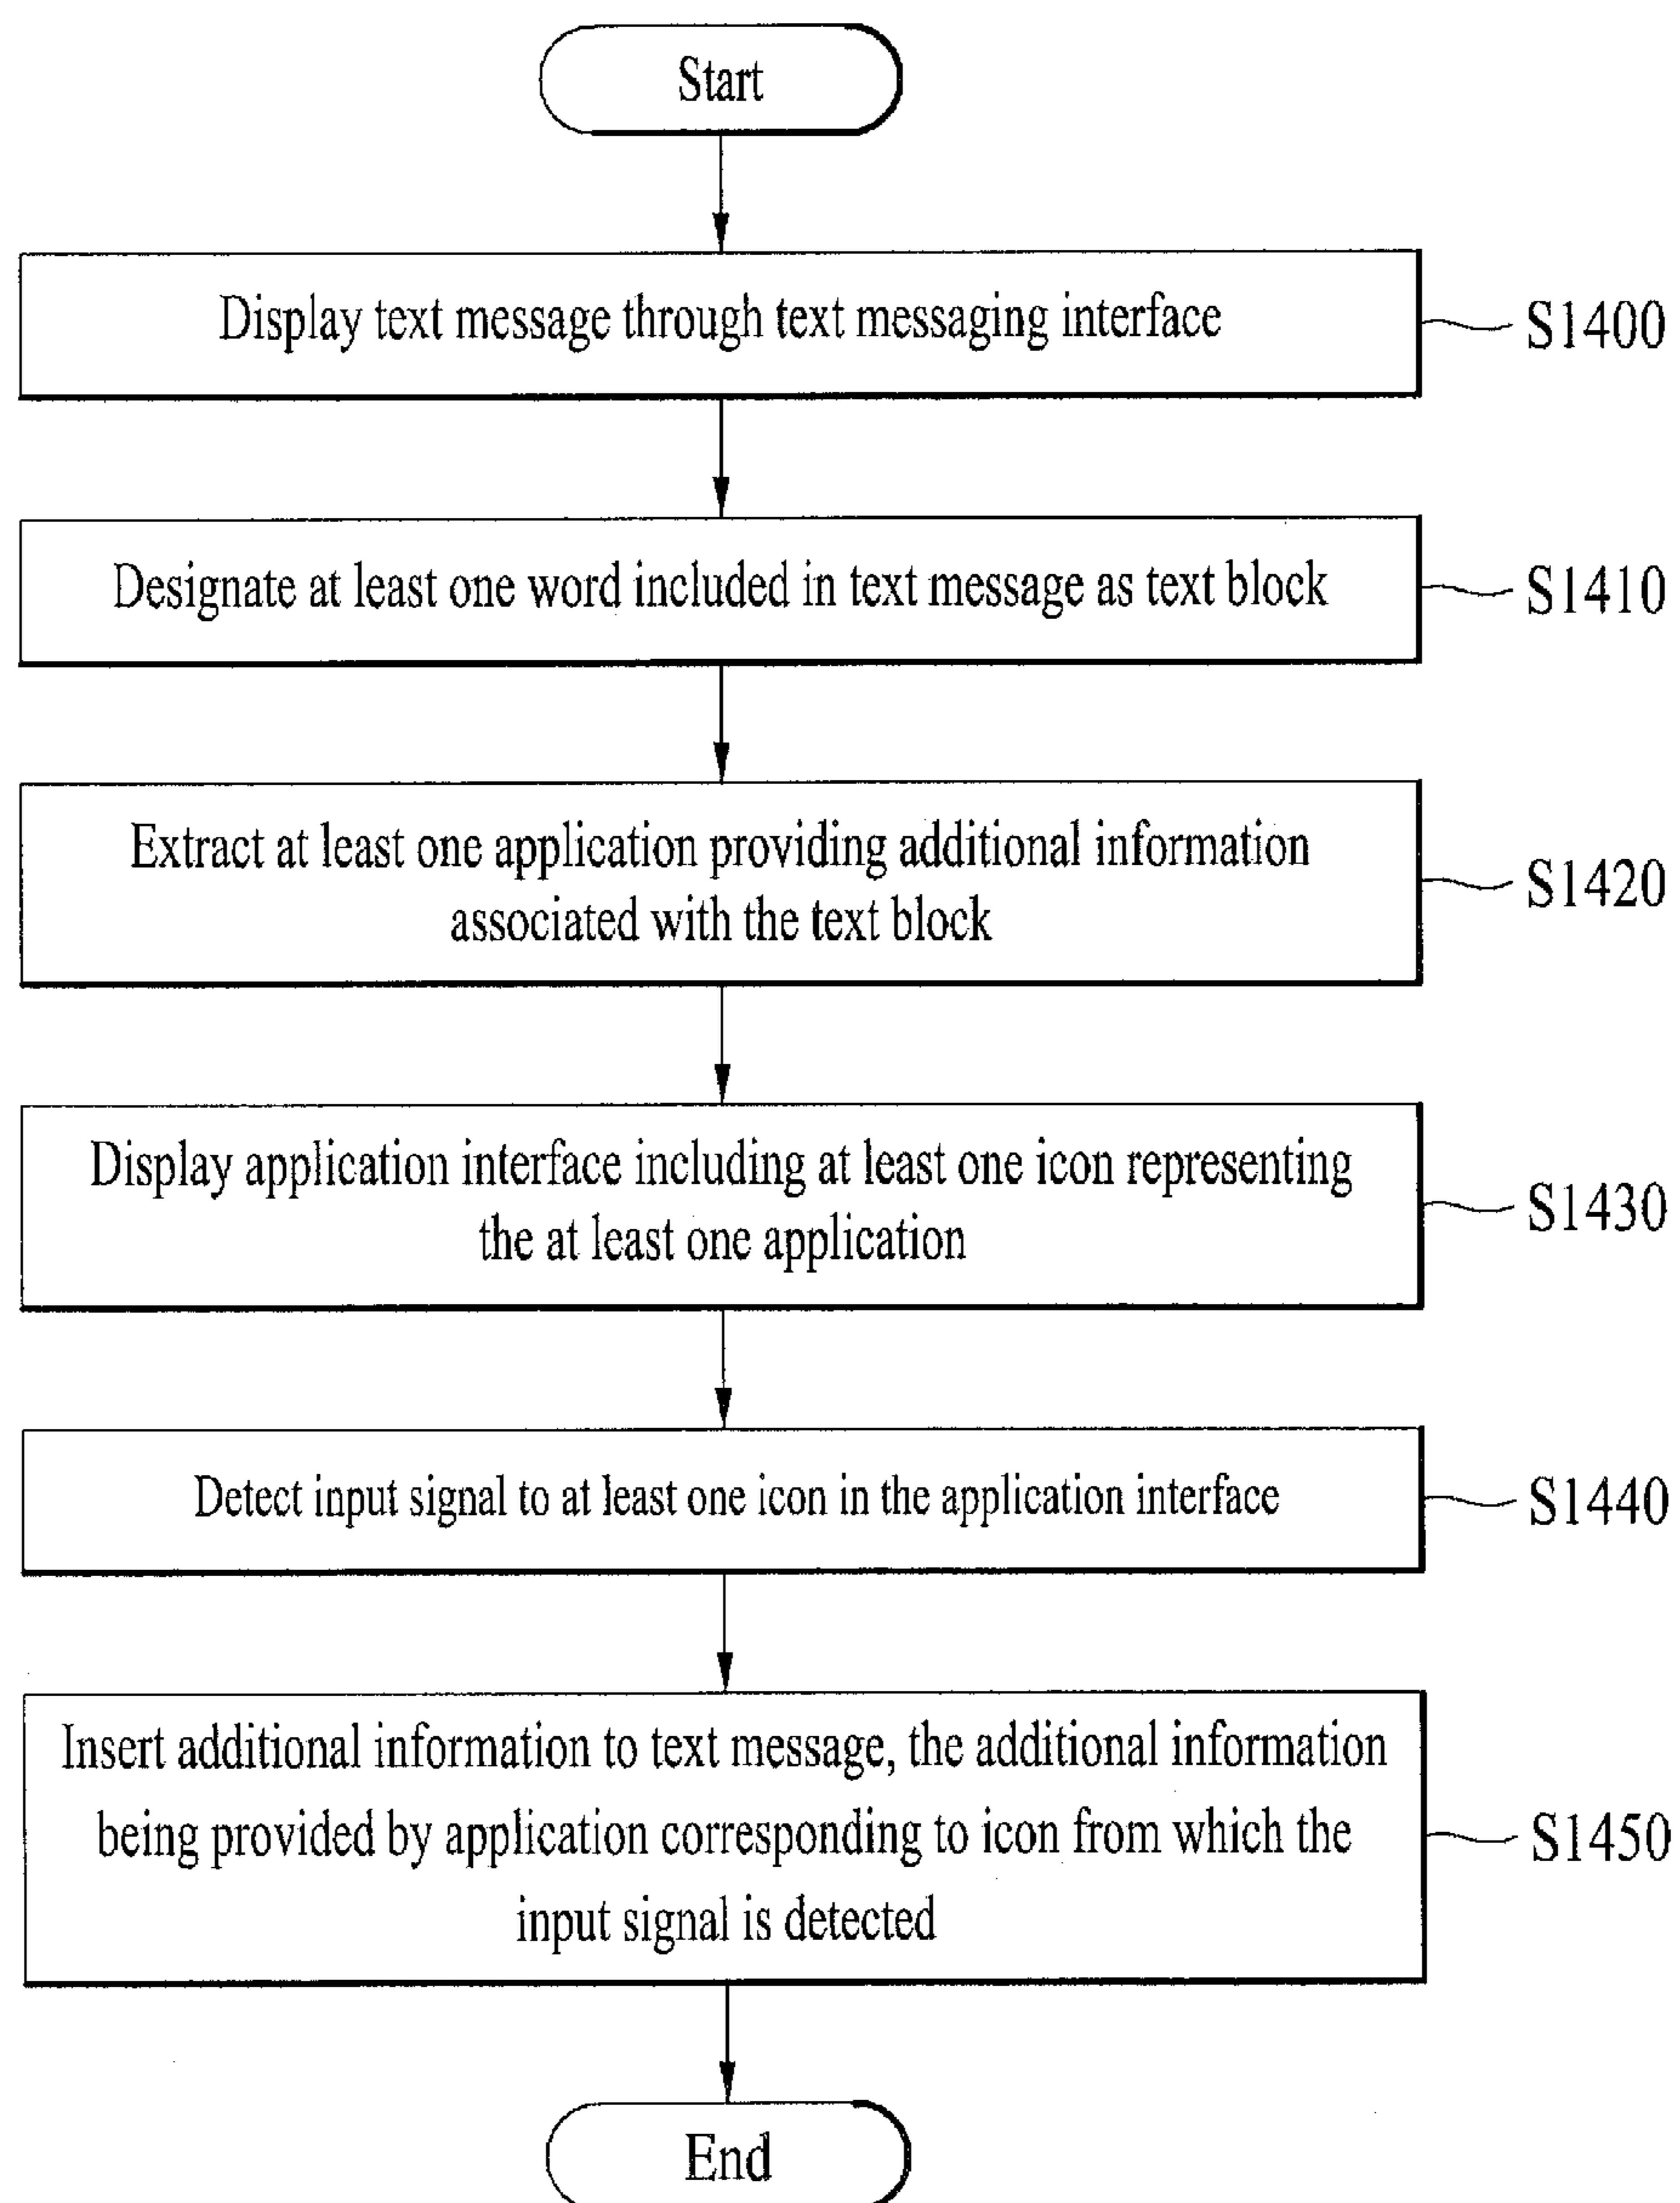 Start
Display text message through text messaging interface
S1400
Designate at least one word included in text message as text block
S1410
Extract at least one application providing additional information
associated with the text block
S1420
Display application interface including at least one icon representing
the at least one application
S1430
Detect input signal to at least one icon in the application interface
S1440
Insert additional information to text message, the additional information
being provided by application corresponding to icon from which the
input signal is detected
S1450
End